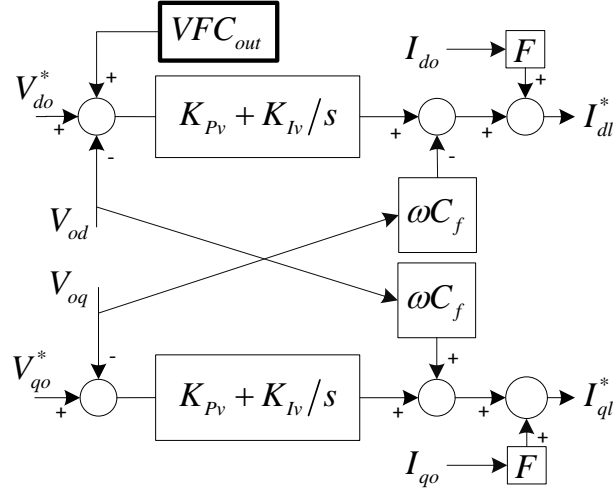 VFC_out
I_do
F
+
+
V*_do
+
K_Pv + K_Iv/s
+
+
I*_dl
-
-
V_od
ωC_f
V_oq
ωC_f
-
+
V*_qo
+
K_Pv + K_Iv/s
+
+
I*_ql
+
I_qo
F